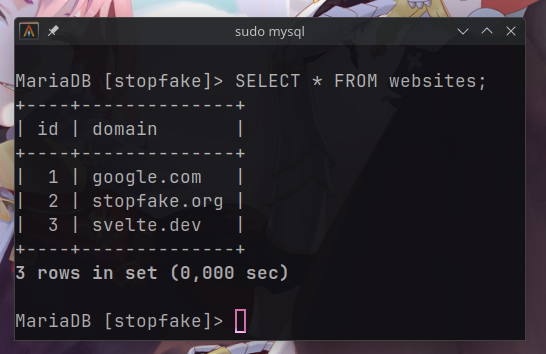 sudo mysql
MariaDB [stopfake]> SELECT * FROM websites;
+----+--------------+
| id | domain       |
+----+--------------+
|  1 | google.com   |
|  2 | stopfake.org |
|  3 | svelte.dev   |
+----+--------------+
3 rows in set (0,000 sec)
MariaDB [stopfake]>